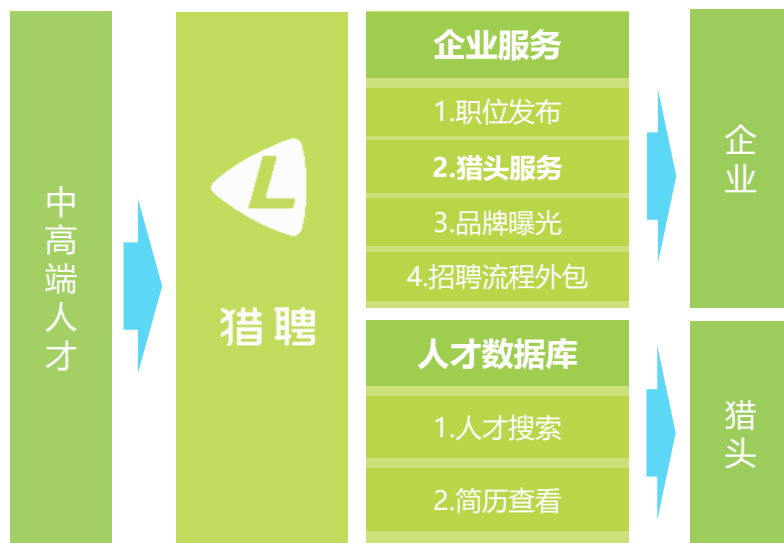 中高端人才
L
猎聘
企业服务
1.职位发布
2.猎头服务
3.品牌曝光
4.招聘流程外包
人才数据库
1.人才搜索
2.简历查看
企业
猎头